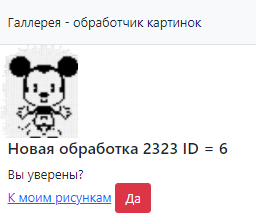 Галлерея - обработчик картинок
Новая обработка 2323 ID = 6
Вы уверены?
К моим рисункам Да